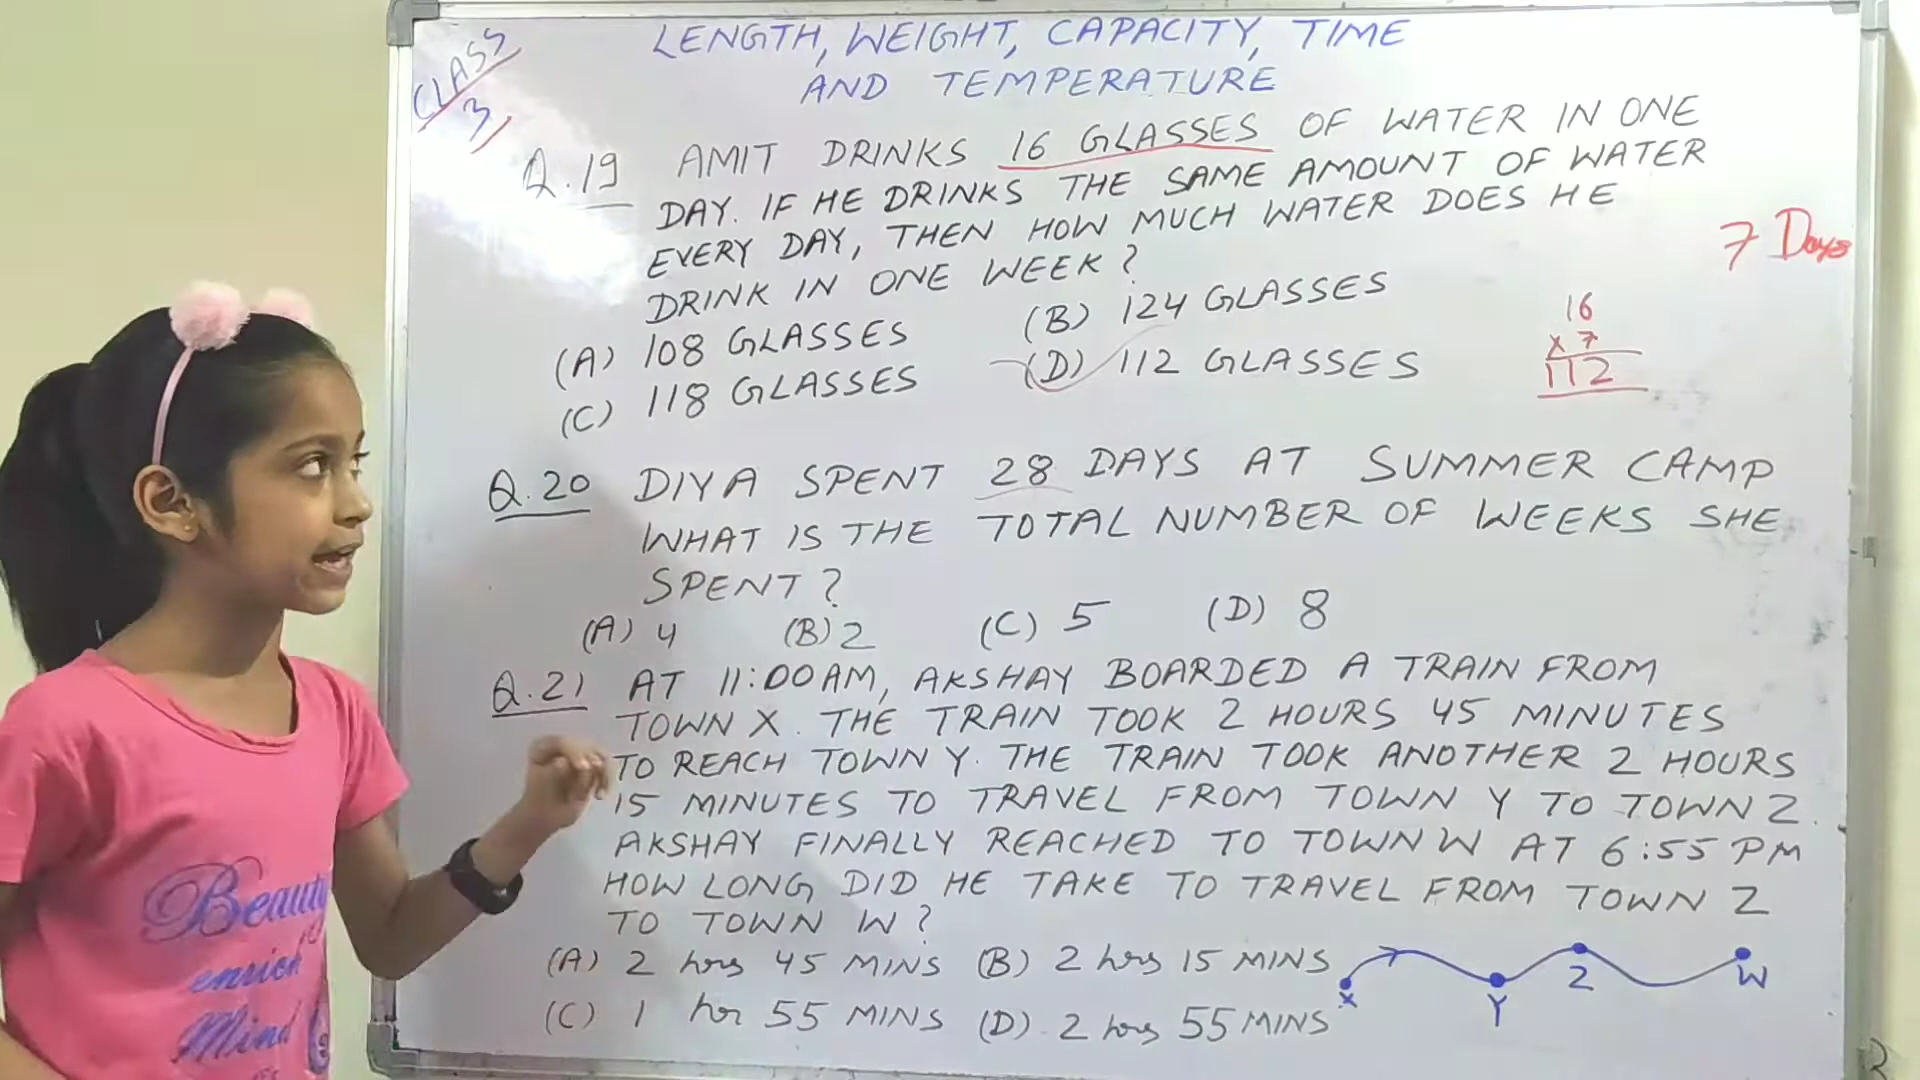 CLASS
3
LENGTH, WEIGHT, CAPACITY, TIME
AND TEMPERATURE
Q.19 AMIT DRINKS 16 GLASSES OF WATER IN ONE
DAY. IF HE DRINKS THE SAME AMOUNT OF WATER
EVERY DAY, THEN HOW MUCH WATER DOES HE
DRINK IN ONE WEEK?
(A) 108 GLASSES (B) 124 GLASSES
(C) 118 GLASSES (D) 112 GLASSES
7 Days
16
x 7
112
Q.20 DIYA SPENT 28 DAYS AT SUMMER CAMP
WHAT IS THE TOTAL NUMBER OF WEEKS SHE
SPENT?
(A) 4 (B) 2 (C) 5 (D) 8
Q.21 AT 11:00AM, AKSHAY BOARDED A TRAIN FROM
TOWN X. THE TRAIN TOOK 2 HOURS 45 MINUTES
TO REACH TOWN Y. THE TRAIN TOOK ANOTHER 2 HOURS
15 MINUTES TO TRAVEL FROM TOWN Y TO TOWN Z.
AKSHAY FINALLY REACHED TO TOWN W AT 6:55 PM
HOW LONG DID HE TAKE TO TRAVEL FROM TOWN Z
TO TOWN W?
(A) 2 hrs 45 MINS (B) 2 hrs 15 MINS
(C) 1 hr 55 MINS (D) 2 hrs 55 MINS
X Y Z W
Beauty
enrich
Mind